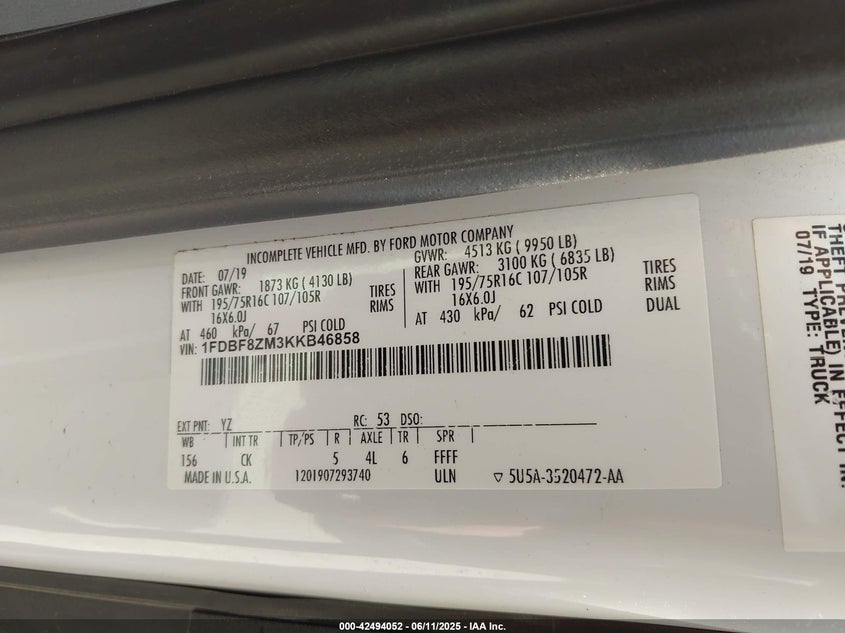 INCOMPLETE VEHICLE MFD. BY FORD MOTOR COMPANY
DATE: 07/19
GVWR: 4513 KG ( 9950 LB)
FRONT GAWR: 1873 KG ( 4130 LB)
REAR GAWR: 3100 KG ( 6835 LB)
WITH 195/75R16C 107/105R TIRES
WITH 195/75R16C 107/105R TIRES
16X6.0J RIMS
16X6.0J RIMS
AT 460 kPa/ 67 PSI COLD
AT 430 kPa/ 62 PSI COLD DUAL
VIN: 1FDBF8ZM3KKB46858
EXT PNT: YZ RC: 53 DSO:
WB INT TR TP/PS R AXLE TR SPR
156 CK 5 4L 6 FFFF
MADE IN U.S.A. 1201907293740 ULN ▽ 5U5A-3520472-AA
IF APPLICABLE) IN EFFECT IN
07/19 TYPE: TRUCK
000-42494052 - 06/11/2025 - IAA Inc.